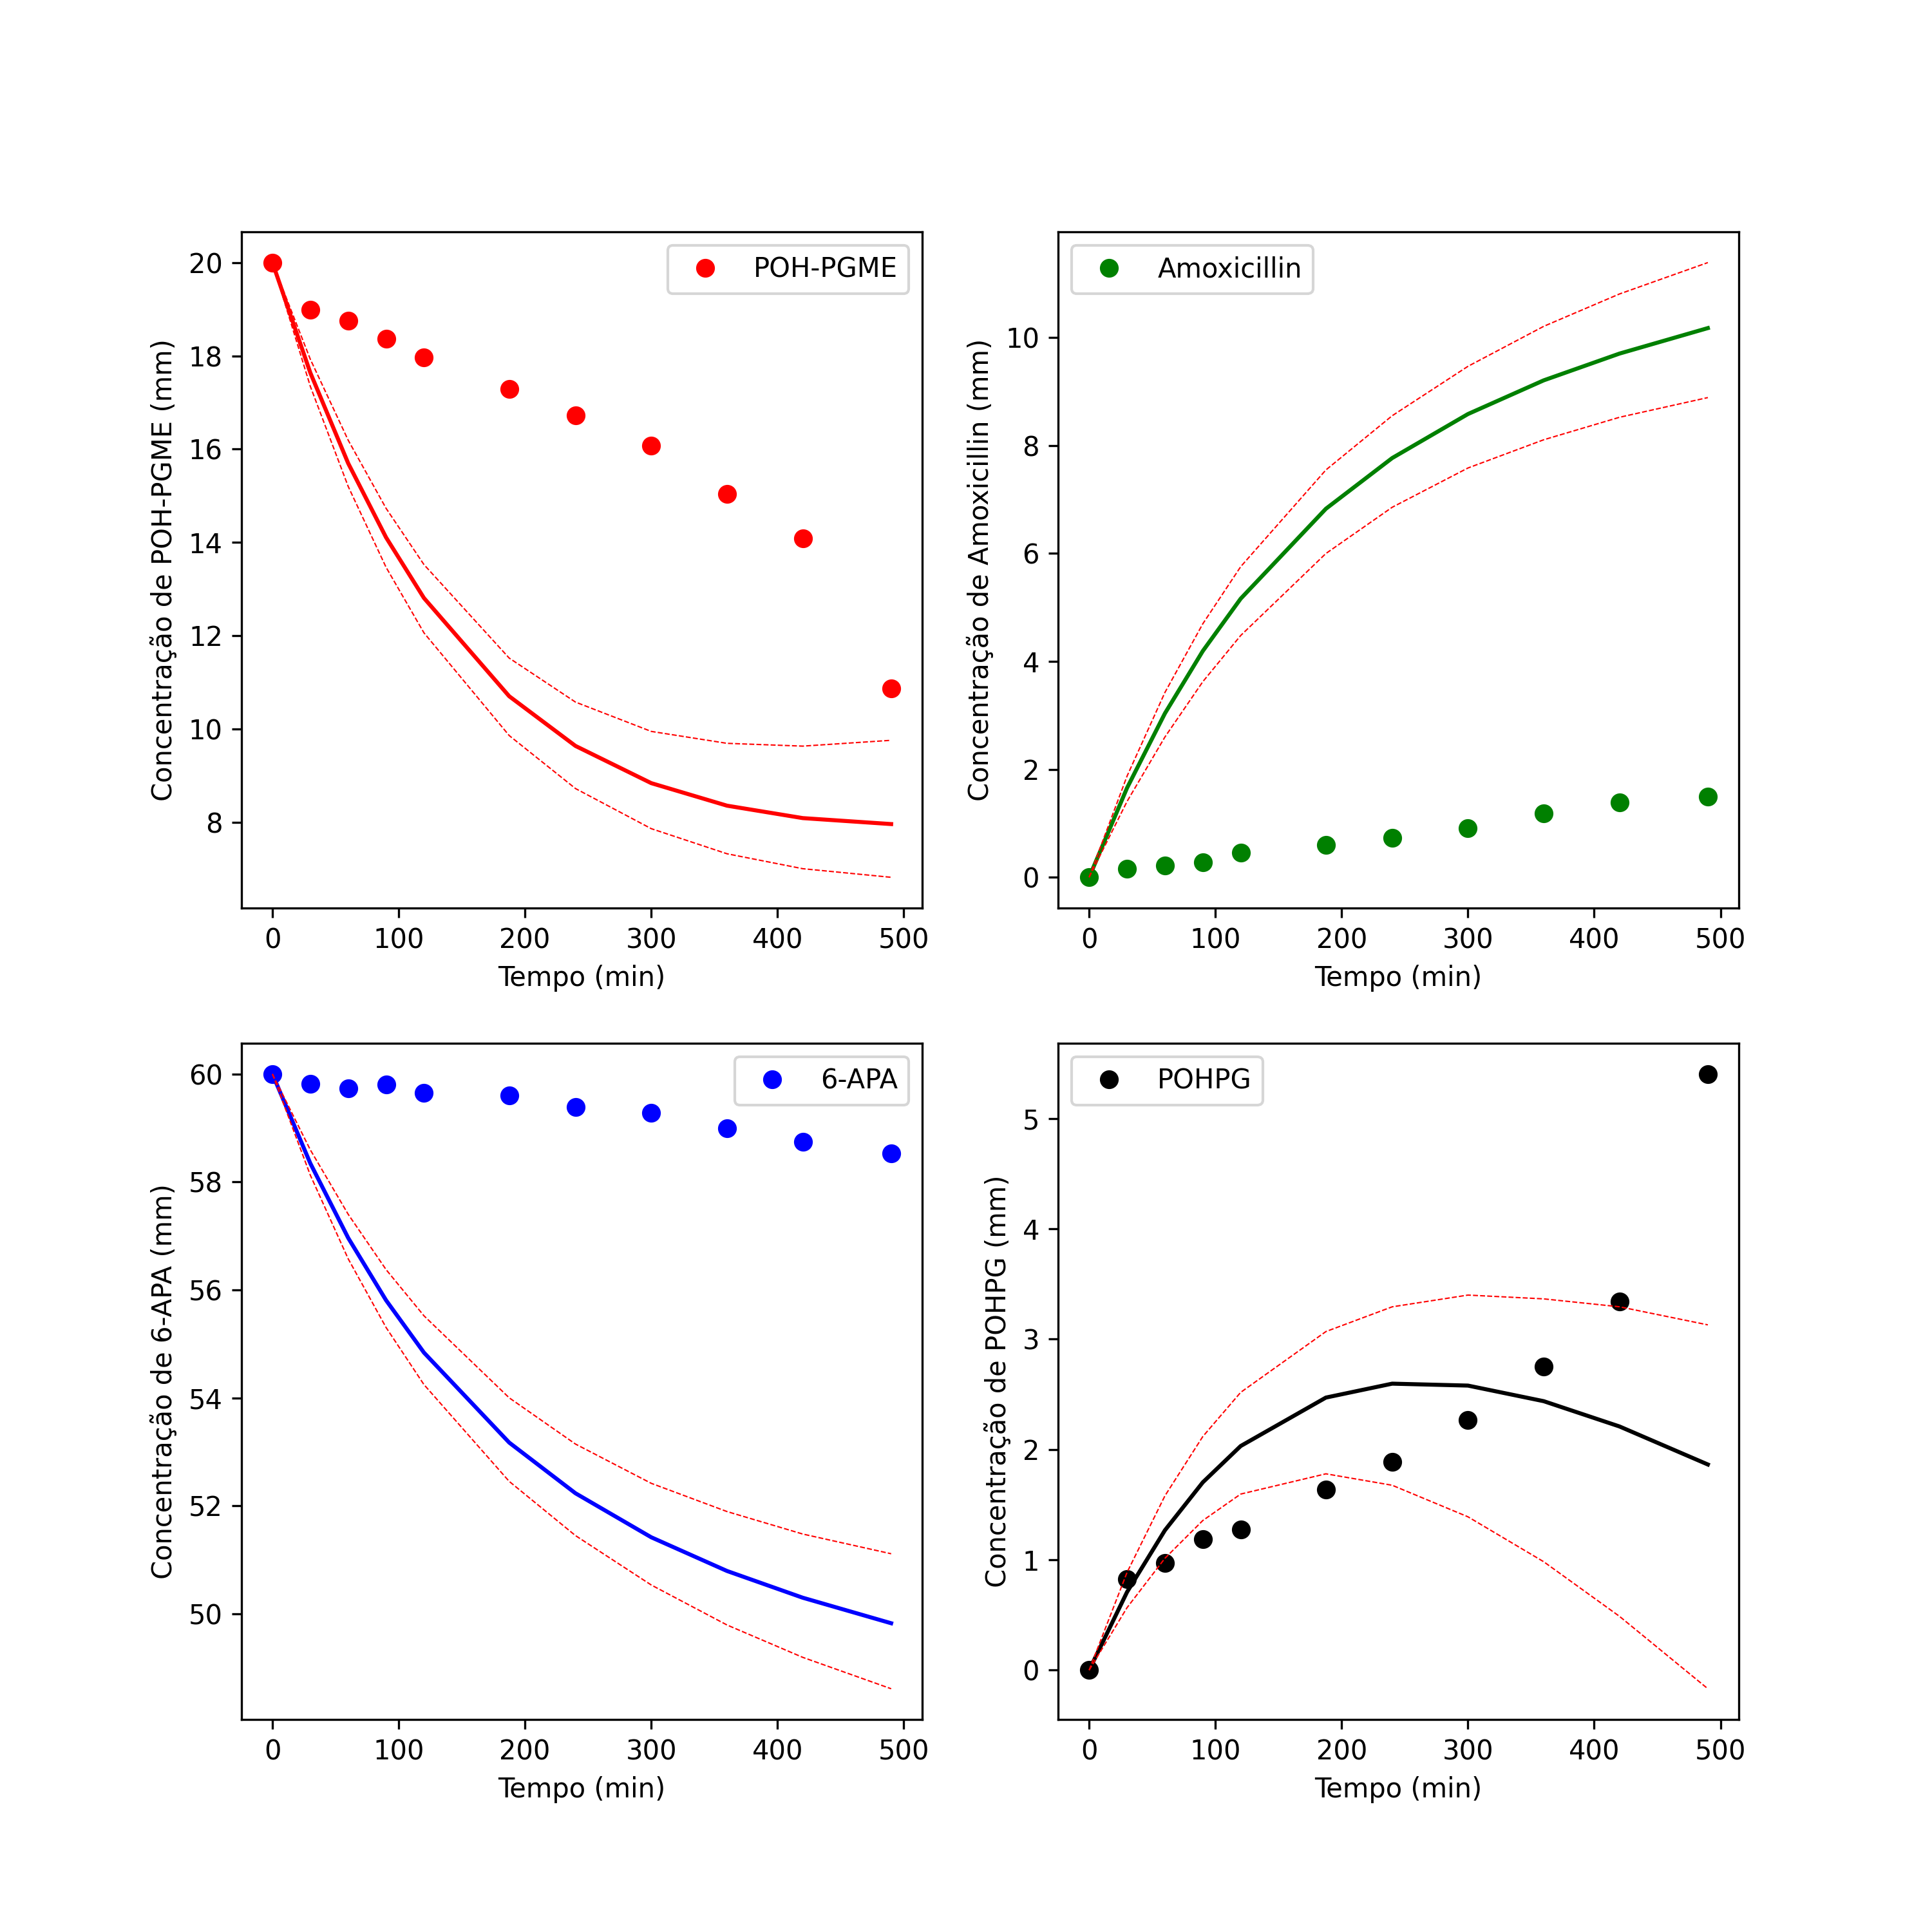 POH-PGME
Concentração de POH-PGME (mm)
20
18
16
14
12
10
8
0 100 200 300 400 500
Tempo (min)
Amoxicillin
Concentração de Amoxicillin (mm)
10
8
6
4
2
0
0 100 200 300 400 500
Tempo (min)
6-APA
Concentração de 6-APA (mm)
60
58
56
54
52
50
0 100 200 300 400 500
Tempo (min)
POHPG
Concentração de POHPG (mm)
5
4
3
2
1
0
0 100 200 300 400 500
Tempo (min)